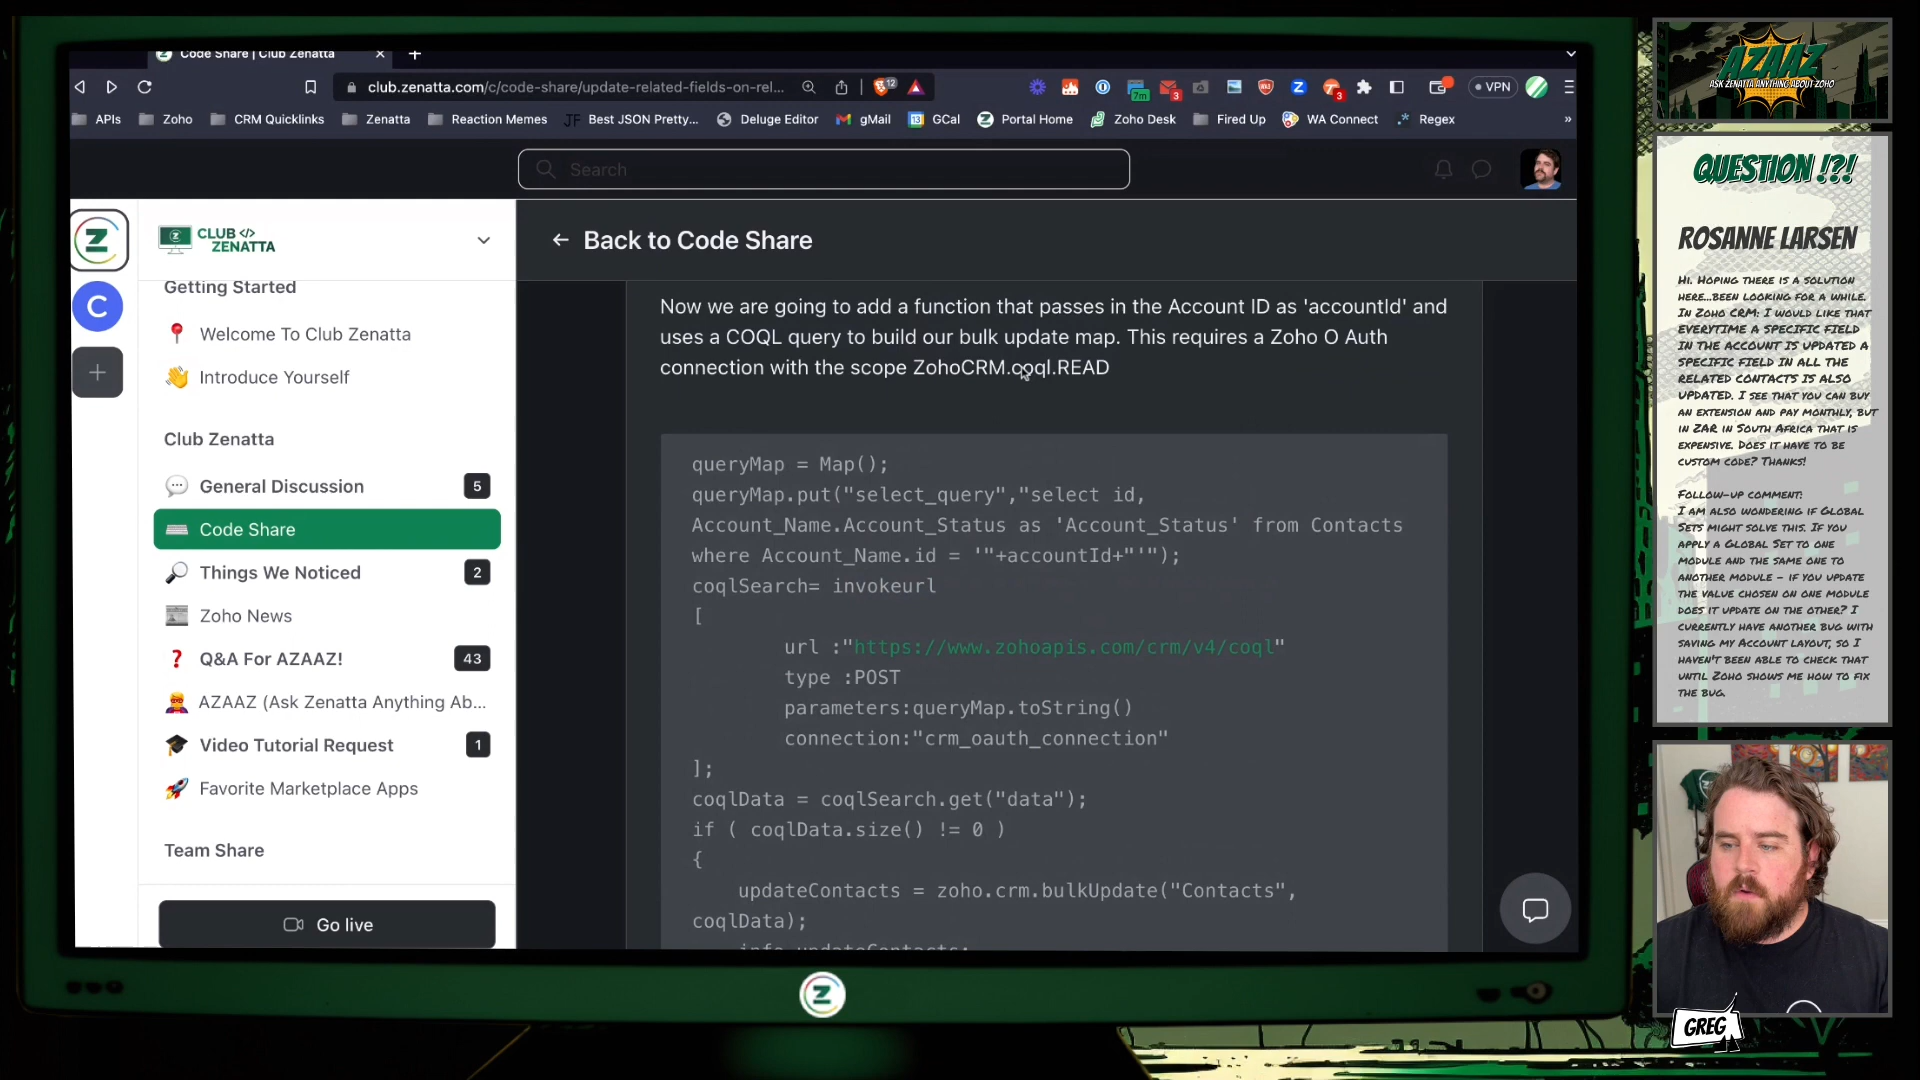 Code Share | Club Zenatta
club.zenatta.com/c/code-share/update-related-fields-on-rel...
12
7m
3
3
VPN
APIs
Zoho
CRM Quicklinks
Zenatta
Reaction Memes
JF Best JSON Pretty...
Deluge Editor
gMail
13 GCal
Portal Home
Zoho Desk
Fired Up
WA Connect
.* Regex
»
Search
Z
C
CLUB </>
ZENATTA
Getting Started
Welcome To Club Zenatta
Introduce Yourself
Club Zenatta
General Discussion 5
Code Share
Things We Noticed 2
Zoho News
Q&A For AZAAZ! 43
AZAAZ (Ask Zenatta Anything Ab...
Video Tutorial Request 1
Favorite Marketplace Apps
Team Share
Go live
Back to Code Share
Now we are going to add a function that passes in the Account ID as 'accountId' and
uses a COQL query to build our bulk update map. This requires a Zoho O Auth
connection with the scope ZohoCRM.coql.READ
queryMap = Map();
queryMap.put("select_query","select id,
Account_Name.Account_Status as 'Account_Status' from Contacts
where Account_Name.id = '"+accountId+"'");
coqlSearch= invokeurl
[
url :"https://www.zohoapis.com/crm/v4/coql"
type :POST
parameters:queryMap.toString()
connection:"crm_oauth_connection"
];
coqlData = coqlSearch.get("data");
if ( coqlData.size() != 0 )
{
updateContacts = zoho.crm.bulkUpdate("Contacts",
coqlData);
info updateContacts;
Z
AZAAZ
ASK ZENATTA ANYTHING ABOUT ZOHO
QUESTION !?!
ROSANNE LARSEN
HI. HOPING THERE IS A SOLUTION
HERE...BEEN LOOKING FOR A WHILE.
IN ZOHO CRM: I WOULD LIKE THAT
EVERYTIME A SPECIFIC FIELD
IN THE ACCOUNT IS UPDATED A
SPECIFIC FIELD IN ALL THE
RELATED CONTACTS IS ALSO
UPDATED. I SEE THAT YOU CAN BUY
AN EXTENSION AND PAY MONTHLY, BUT
IN ZAR IN SOUTH AFRICA THAT IS
EXPENSIVE. DOES IT HAVE TO BE
CUSTOM CODE? THANKS!
FOLLOW-UP COMMENT:
I AM ALSO WONDERING IF GLOBAL
SETS MIGHT SOLVE THIS. IF YOU
APPLY A GLOBAL SET TO ONE
MODULE AND THE SAME ONE TO
ANOTHER MODULE - IF YOU UPDATE
THE VALUE CHOSEN ON ONE MODULE
DOES IT UPDATE ON THE OTHER? I
CURRENTLY HAVE ANOTHER BUG WITH
SAVING MY ACCOUNT LAYOUT, SO I
HAVEN'T BEEN ABLE TO CHECK THAT
UNTIL ZOHO SHOWS ME HOW TO FIX
THE BUG.
GREG